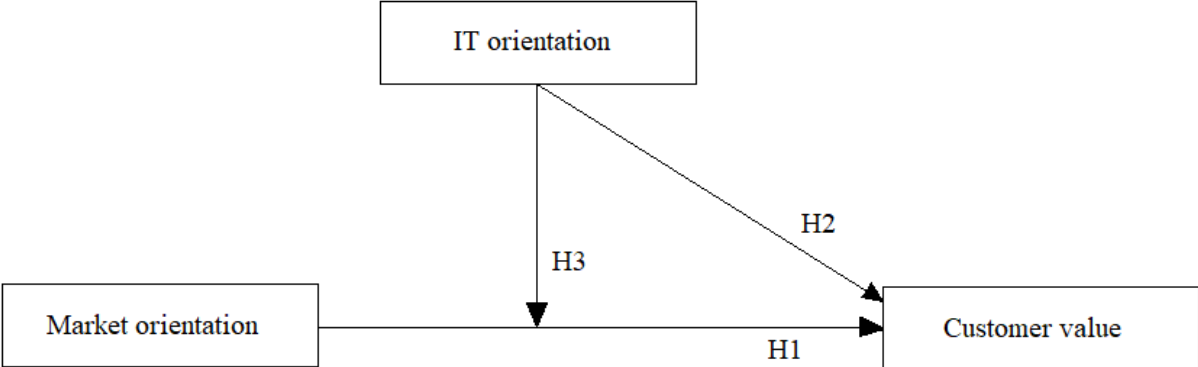 IT orientation
H2
H3
Market orientation
Customer value
H1